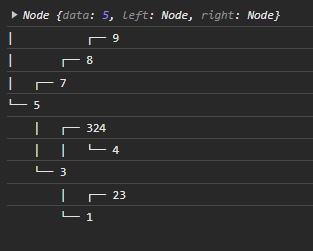 ▶ Node {data: 5, left: Node, right: Node}
│           ┌── 9
│       ┌── 8
│   ┌── 7
└── 5
    │   ┌── 324
    │   │   └── 4
    └── 3
        │   ┌── 23
        └── 1